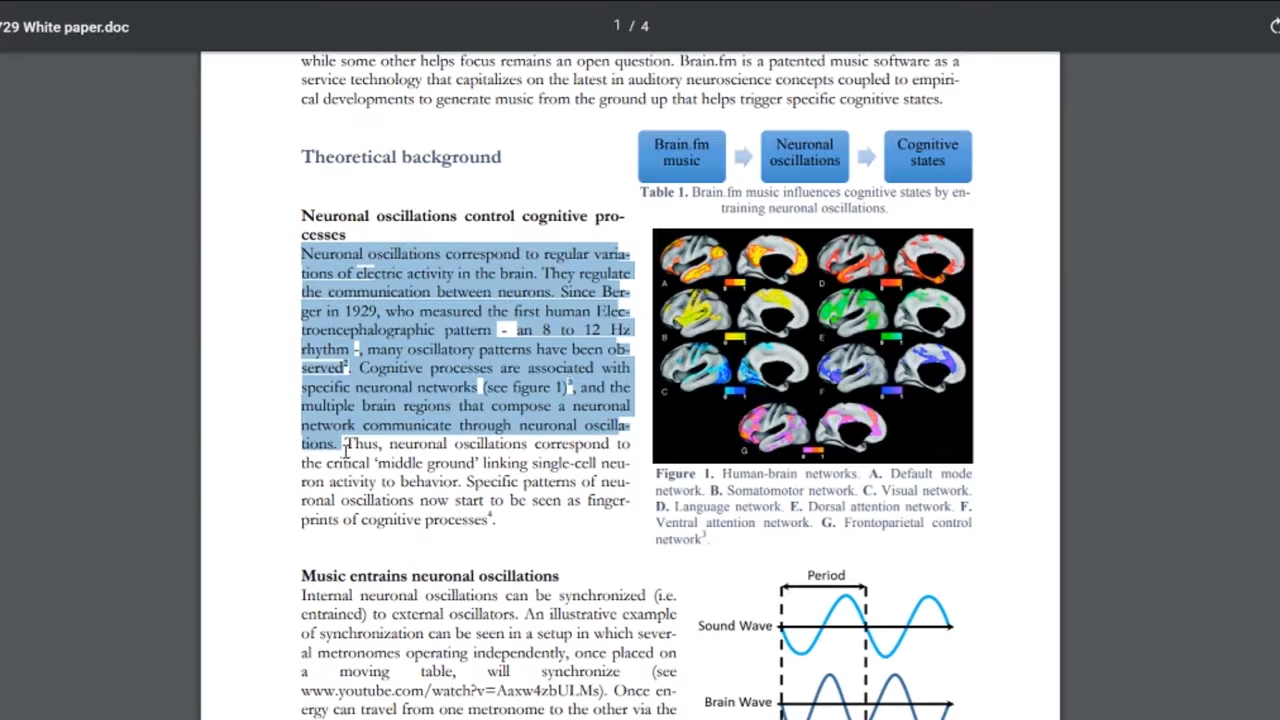 729 White paper.doc
1 / 4
while some other helps focus remains an open question. Brain.fm is a patented music software as a
service technology that capitalizes on the latest in auditory neuroscience concepts coupled to empiri-
cal developments to generate music from the ground up that helps trigger specific cognitive states.
Theoretical background
Brain.fm
music
Neuronal
oscillations
Cognitive
states
Table 1. Brain.fm music influences cognitive states by en-
training neuronal oscillations.
Neuronal oscillations control cognitive pro-
cesses
Neuronal oscillations correspond to regular varia-
tions of electric activity in the brain. They regulate
the communication between neurons. Since Ber-
ger in 1929, who measured the first human Elec-
troencephalographic pattern - an 8 to 12 Hz
rhythm -, many oscillatory patterns have been ob-
served². Cognitive processes are associated with
specific neuronal networks (see figure 1)³, and the
multiple brain regions that compose a neuronal
network communicate through neuronal oscilla-
tions. Thus, neuronal oscillations correspond to
the critical ‘middle ground’ linking single-cell neu-
ron activity to behavior. Specific patterns of neu-
ronal oscillations now start to be seen as finger-
prints of cognitive processes⁴.
A
D
0 1
0 1
B
E
0 1
0 1
C
F
0 1
0 1
G
0 1
Figure 1. Human-brain networks. A. Default mode
network. B. Somatomotor network. C. Visual network.
D. Language network. E. Dorsal attention network. F.
Ventral attention network. G. Frontoparietal control
network³.
Music entrains neuronal oscillations
Internal neuronal oscillations can be synchronized (i.e.
entrained) to external oscillators. An illustrative example
of synchronization can be seen in a setup in which sever-
al metronomes operating independently, once placed on
a moving table, will synchronize (see
www.youtube.com/watch?v=Aaxw4zbULMs). Once en-
ergy can travel from one metronome to the other via the
Period
Sound Wave
Brain Wave